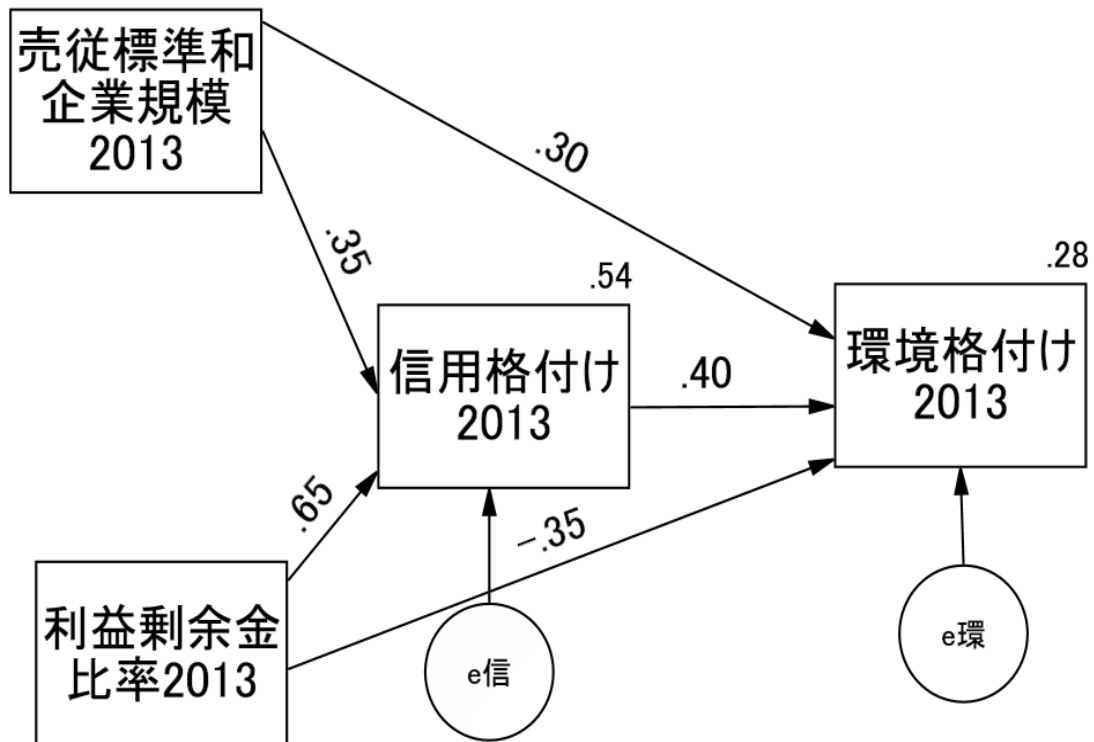 売従標準和
企業規模
2013
.30
.35
.28
.54
環境格付け
2013
信用格付け
2013
.40
.65
-.35
利益剰余金
比率2013
e信
e環